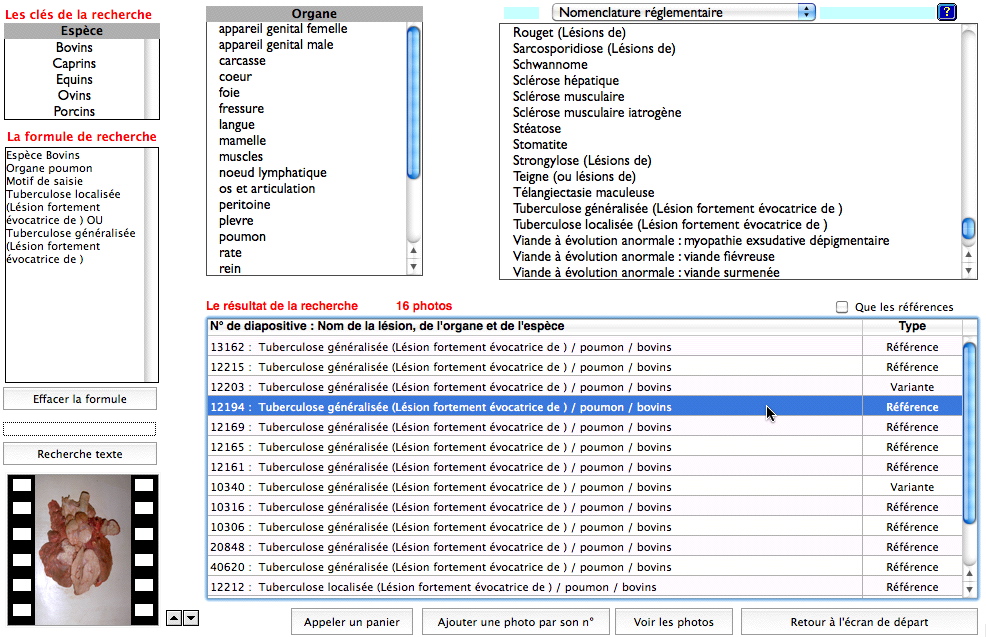 Les clés de la recherche
Espèce
Bovins
Caprins
Equins
Ovins
Porcins
La formule de recherche
Espèce Bovins
Organe poumon
Motif de saisie
Tuberculose localisée
(Lésion fortement
évocatrice de ) OU
Tuberculose généralisée
(Lésion fortement
évocatrice de )
Effacer la formule
Recherche texte
Organe
appareil genital femelle
appareil genital male
carcasse
coeur
foie
fressure
langue
mamelle
muscles
noeud lymphatique
os et articulation
peritoine
plevre
poumon
rate
rein
Nomenclature réglementaire
?
Rouget (Lésions de)
Sarcosporidiose (Lésions de)
Schwannome
Sclérose hépatique
Sclérose musculaire
Sclérose musculaire iatrogène
Stéatose
Stomatite
Strongylose (Lésions de)
Teigne (ou lésions de)
Télangiectasie maculeuse
Tuberculose généralisée (Lésion fortement évocatrice de )
Tuberculose localisée (Lésion fortement évocatrice de )
Viande à évolution anormale : myopathie exsudative dépigmentaire
Viande à évolution anormale : viande fiévreuse
Viande à évolution anormale : viande surmenée
Le résultat de la recherche 16 photos
Que les références
N° de diapositive : Nom de la lésion, de l'organe et de l'espèce Type
13162 : Tuberculose généralisée (Lésion fortement évocatrice de ) / poumon / bovins Référence
12215 : Tuberculose généralisée (Lésion fortement évocatrice de ) / poumon / bovins Référence
12203 : Tuberculose généralisée (Lésion fortement évocatrice de ) / poumon / bovins Variante
12194 : Tuberculose généralisée (Lésion fortement évocatrice de ) / poumon / bovins Référence
12169 : Tuberculose généralisée (Lésion fortement évocatrice de ) / poumon / bovins Référence
12165 : Tuberculose généralisée (Lésion fortement évocatrice de ) / poumon / bovins Référence
12161 : Tuberculose généralisée (Lésion fortement évocatrice de ) / poumon / bovins Référence
10340 : Tuberculose généralisée (Lésion fortement évocatrice de ) / poumon / bovins Variante
10316 : Tuberculose généralisée (Lésion fortement évocatrice de ) / poumon / bovins Référence
10306 : Tuberculose généralisée (Lésion fortement évocatrice de ) / poumon / bovins Référence
20848 : Tuberculose généralisée (Lésion fortement évocatrice de ) / poumon / bovins Référence
40620 : Tuberculose généralisée (Lésion fortement évocatrice de ) / poumon / bovins Référence
12212 : Tuberculose localisée (Lésion fortement évocatrice de ) / poumon / bovins Référence
Appeler un panier
Ajouter une photo par son n°
Voir les photos
Retour à l'écran de départ